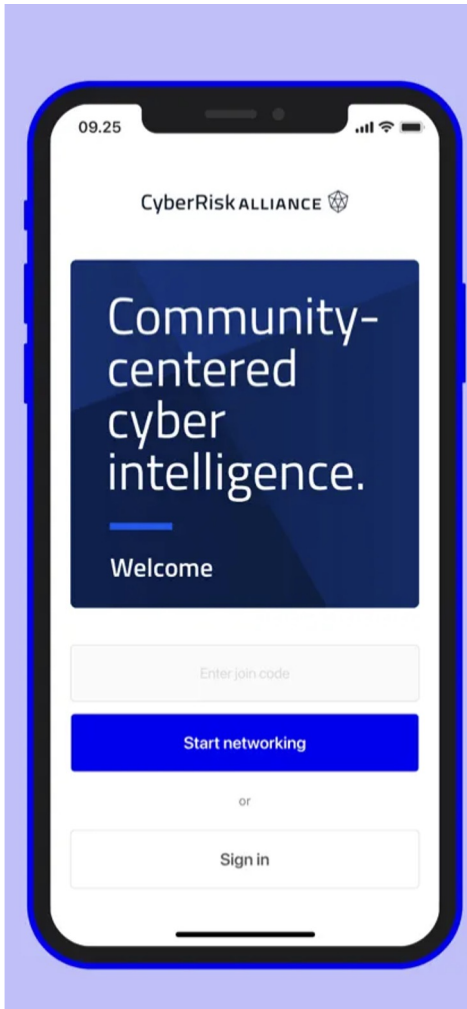 09.25
CyberRisk ALLIANCE
Community-
centered
cyber
intelligence.
Welcome
Enter join code
Start networking
or
Sign in